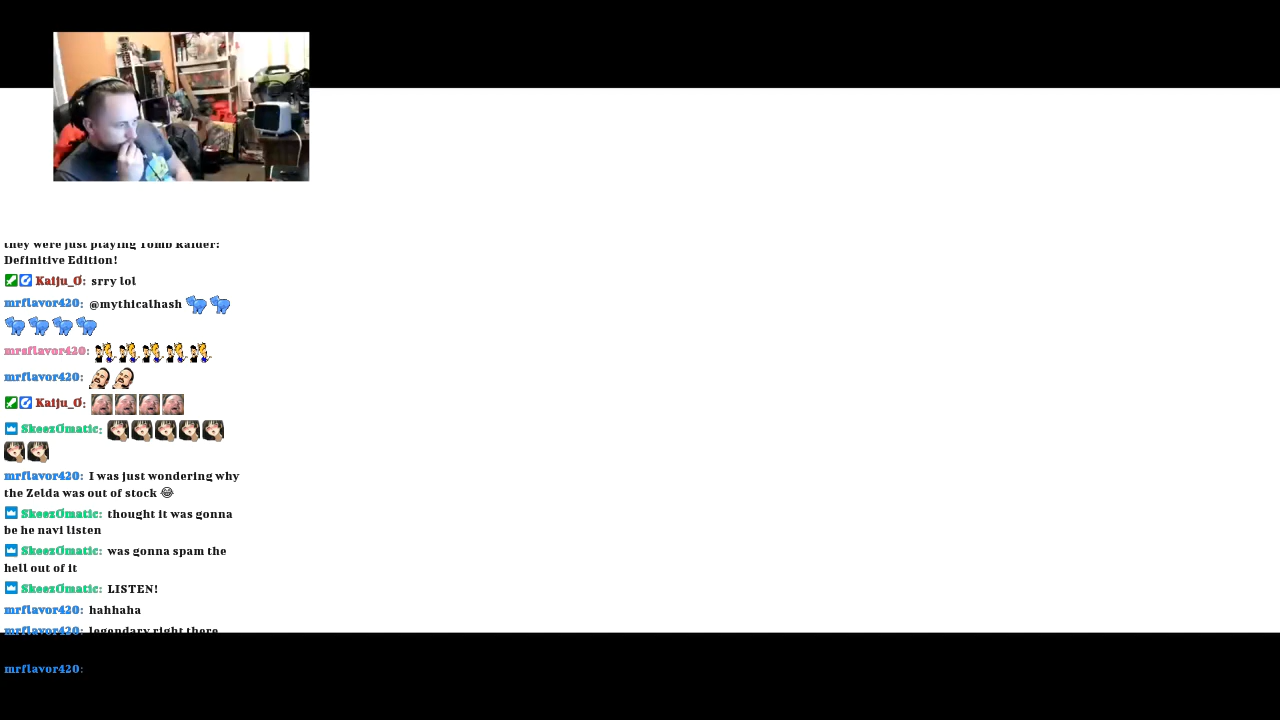 they were just playing Tomb Raider:
Definitive Edition!
Kaiju_O: srry lol
mrflavor420: @mythicalhash
mrsflavor420:
mrflavor420:
Kaiju_O:
SkeezOmatic:
mrflavor420: I was just wondering why
the Zelda was out of stock 😂
SkeezOmatic: thought it was gonna
be he navi listen
SkeezOmatic: was gonna spam the
hell out of it
SkeezOmatic: LISTEN!
mrflavor420: hahhaha
mrflavor420: legendary right there
mrflavor420: